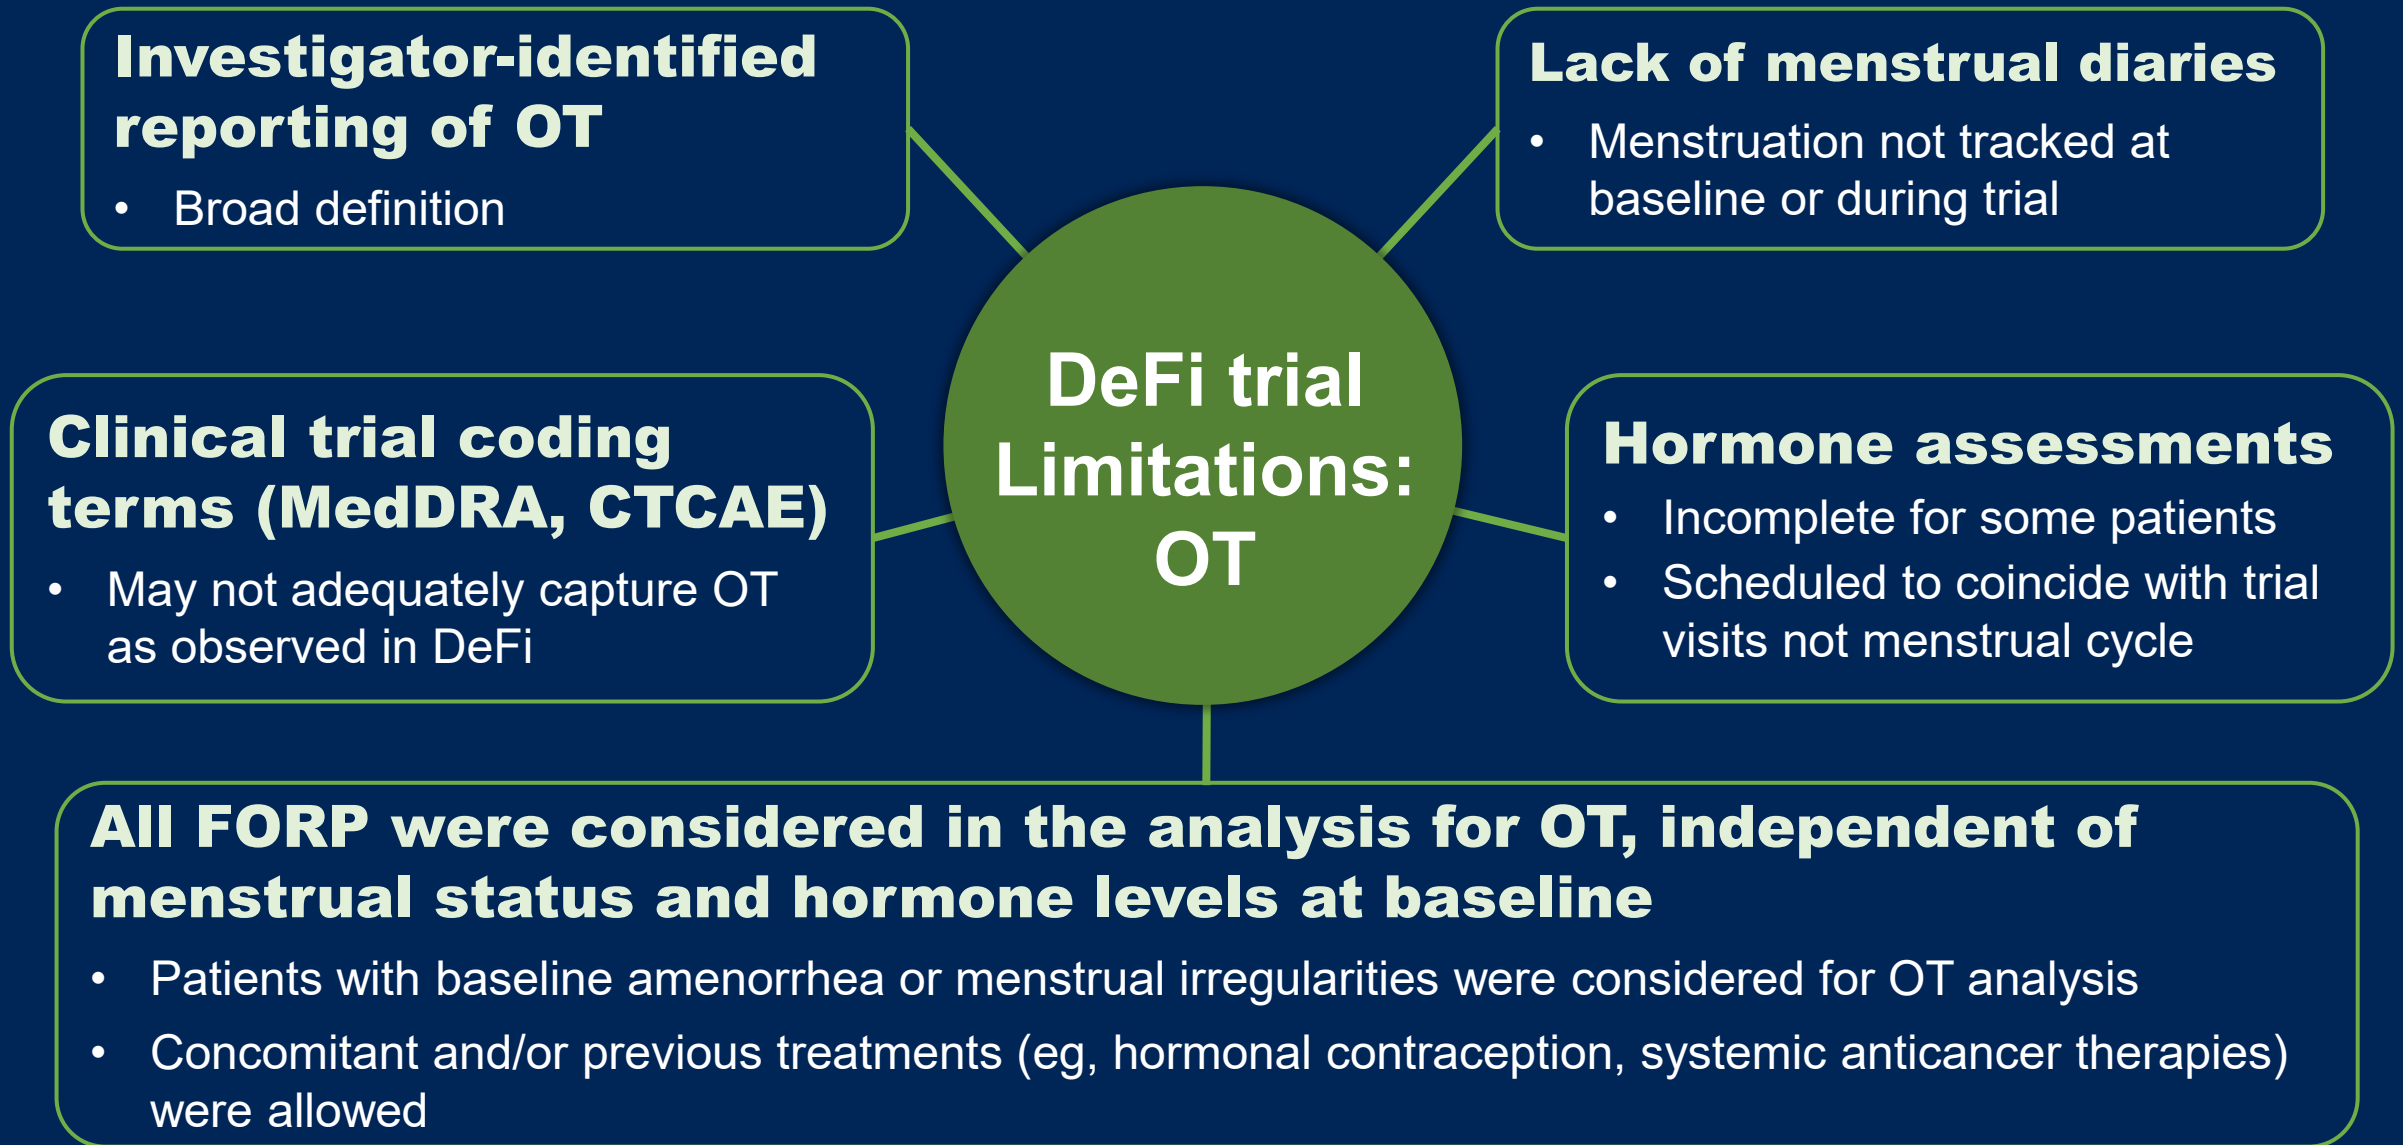 Investigator-identified
reporting of OT
• Broad definition
Lack of menstrual diaries
• Menstruation not tracked at
baseline or during trial
DeFi trial
Limitations:
OT
Clinical trial coding
terms (MedDRA, CTCAE)
• May not adequately capture OT
as observed in DeFi
Hormone assessments
• Incomplete for some patients
• Scheduled to coincide with trial
visits not menstrual cycle
All FORP were considered in the analysis for OT, independent of
menstrual status and hormone levels at baseline
• Patients with baseline amenorrhea or menstrual irregularities were considered for OT analysis
• Concomitant and/or previous treatments (eg, hormonal contraception, systemic anticancer therapies)
were allowed